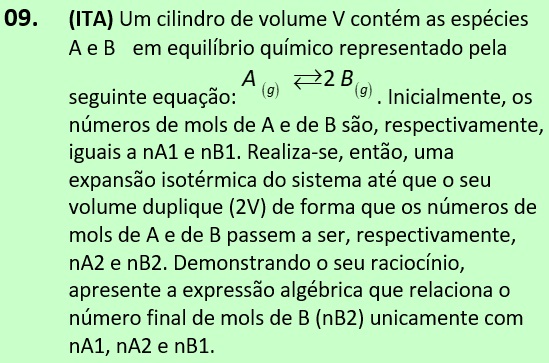 09. (ITA) Um cilindro de volume V contém as espécies
A e B em equilíbrio químico representado pela
seguinte equação: A (g) ⇄ 2 B (g) . Inicialmente, os
números de mols de A e de B são, respectivamente,
iguais a nA1 e nB1. Realiza-se, então, uma
expansão isotérmica do sistema até que o seu
volume duplique (2V) de forma que os números de
mols de A e de B passem a ser, respectivamente,
nA2 e nB2. Demonstrando o seu raciocínio,
apresente a expressão algébrica que relaciona o
número final de mols de B (nB2) unicamente com
nA1, nA2 e nB1.